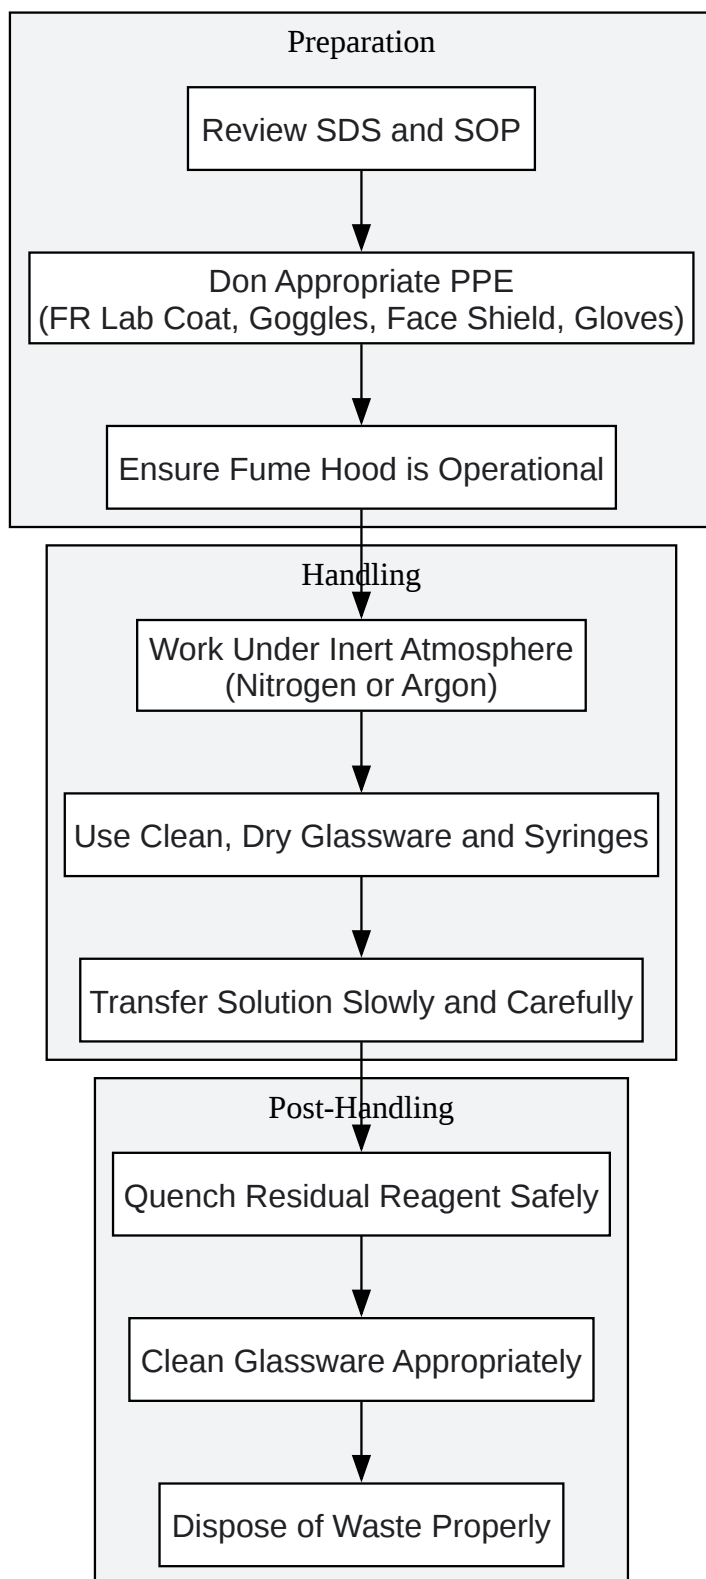 Preparation
Review SDS and SOP
Don Appropriate PPE
(FR Lab Coat, Goggles, Face Shield, Gloves)
Ensure Fume Hood is Operational
Handling
Work Under Inert Atmosphere
(Nitrogen or Argon)
Use Clean, Dry Glassware and Syringes
Transfer Solution Slowly and Carefully
Post-Handling
Quench Residual Reagent Safely
Clean Glassware Appropriately
Dispose of Waste Properly